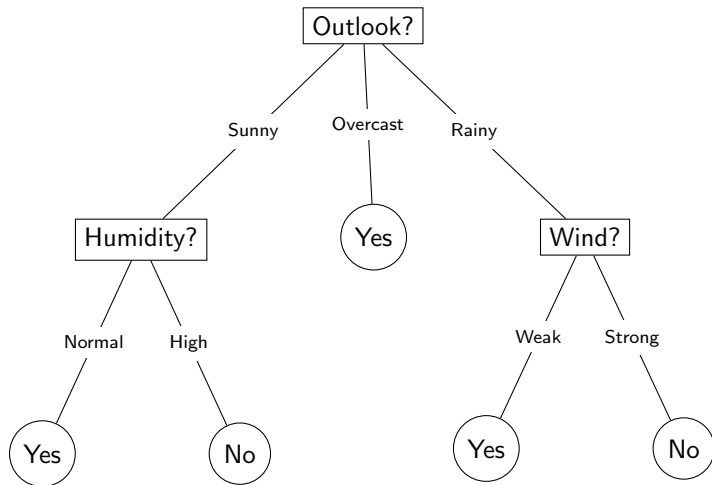 Outlook?
Sunny
Overcast
Rainy
Humidity?
Yes
Wind?
Normal
High
Weak
Strong
Yes
No
Yes
No